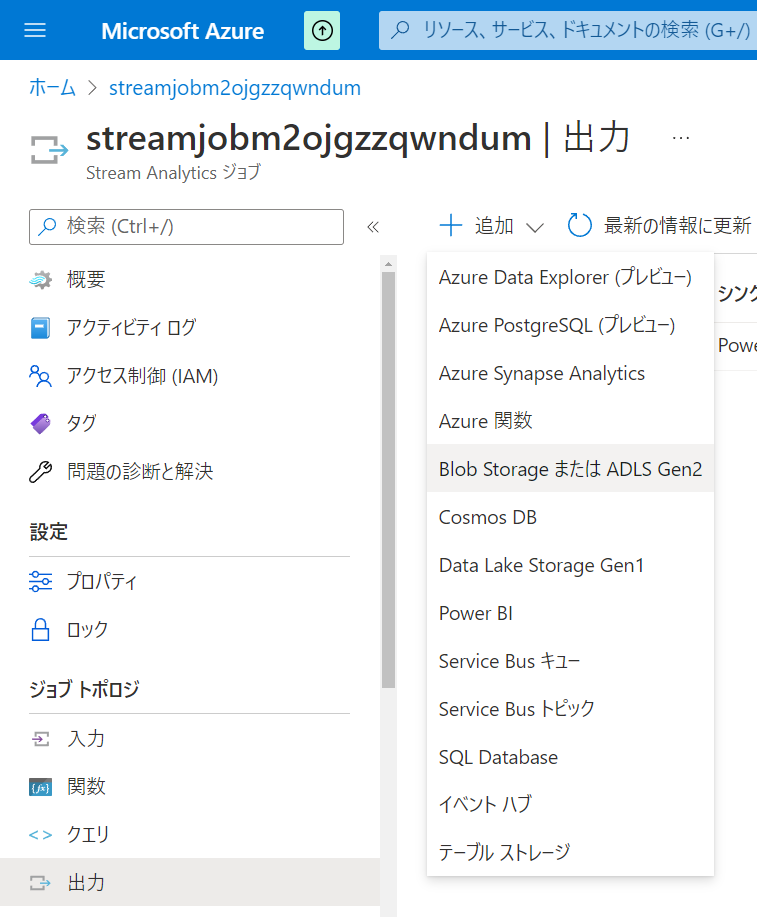 Microsoft Azure
リソース、サービス、ドキュメントの検索 (G+/)
ホーム > streamjobm2ojgzzqwndum
streamjobm2ojgzzqwndum | 出力 ...
Stream Analytics ジョブ
検索 (Ctrl+/)
«
概要
アクティビティ ログ
アクセス制御 (IAM)
タグ
問題の診断と解決
設定
プロパティ
ロック
ジョブ トポロジ
入力
関数
クエリ
出力
追加
最新の情報に更新
Azure Data Explorer (プレビュー)
Azure PostgreSQL (プレビュー)
Azure Synapse Analytics
Azure 関数
Blob Storage または ADLS Gen2
Cosmos DB
Data Lake Storage Gen1
Power BI
Service Bus キュー
Service Bus トピック
SQL Database
イベント ハブ
テーブル ストレージ
シンク
Powe